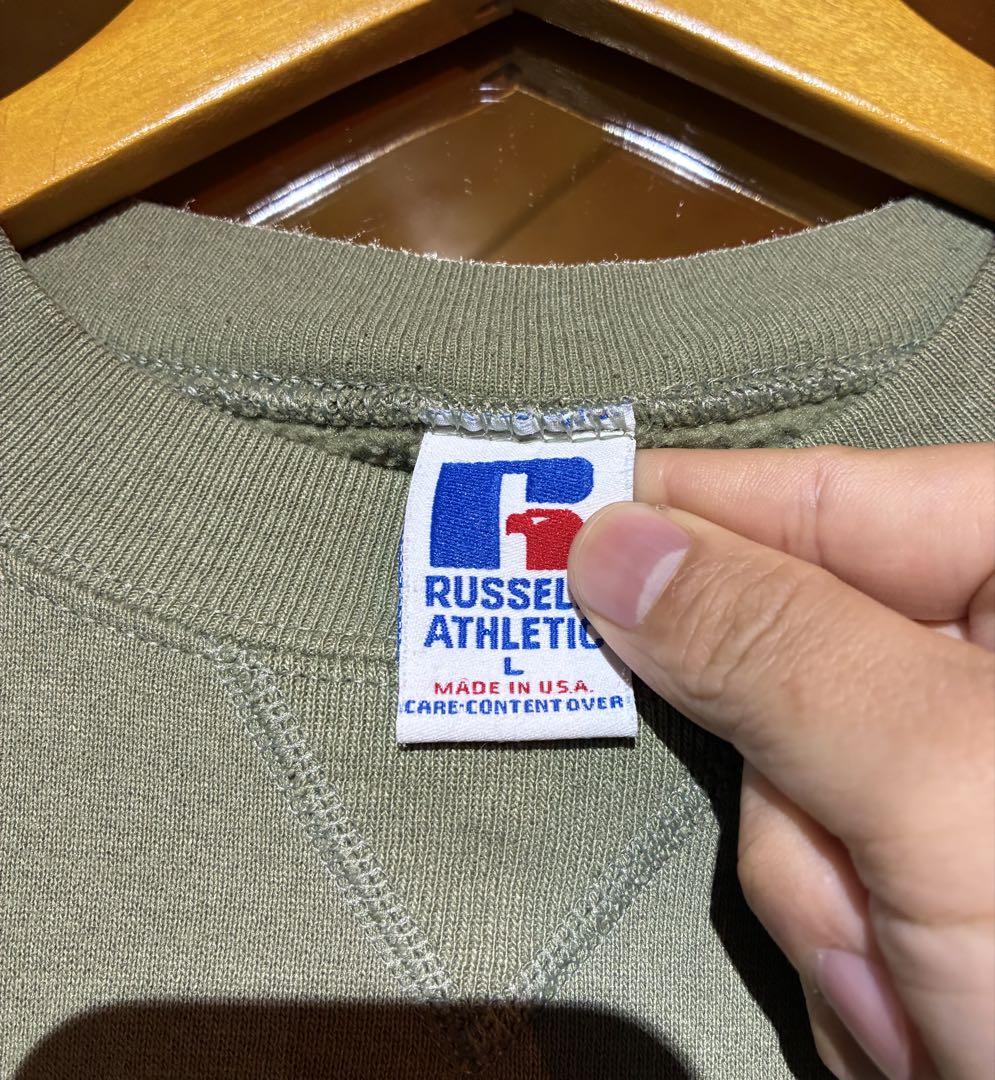 R
RUSSELL
ATHLETIC
L
MADE IN U.S.A.
CARE·CONTENT OVER